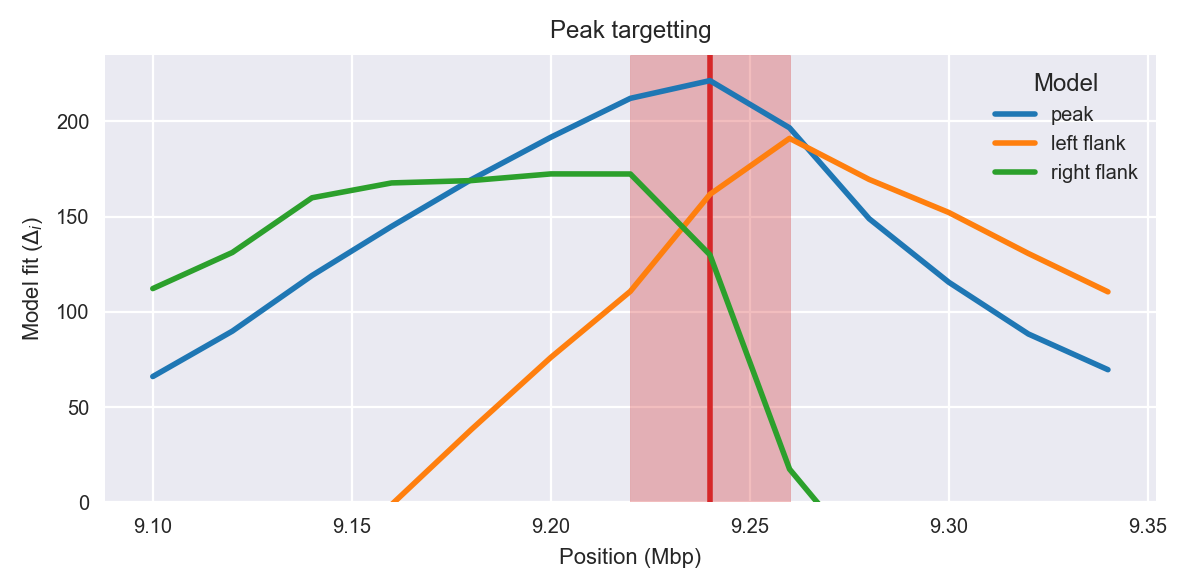 Peak targetting
Model
peak
left flank
right flank
Model fit (Δi)
200
150
100
50
0
9.10 9.15 9.20 9.25 9.30 9.35
Position (Mbp)